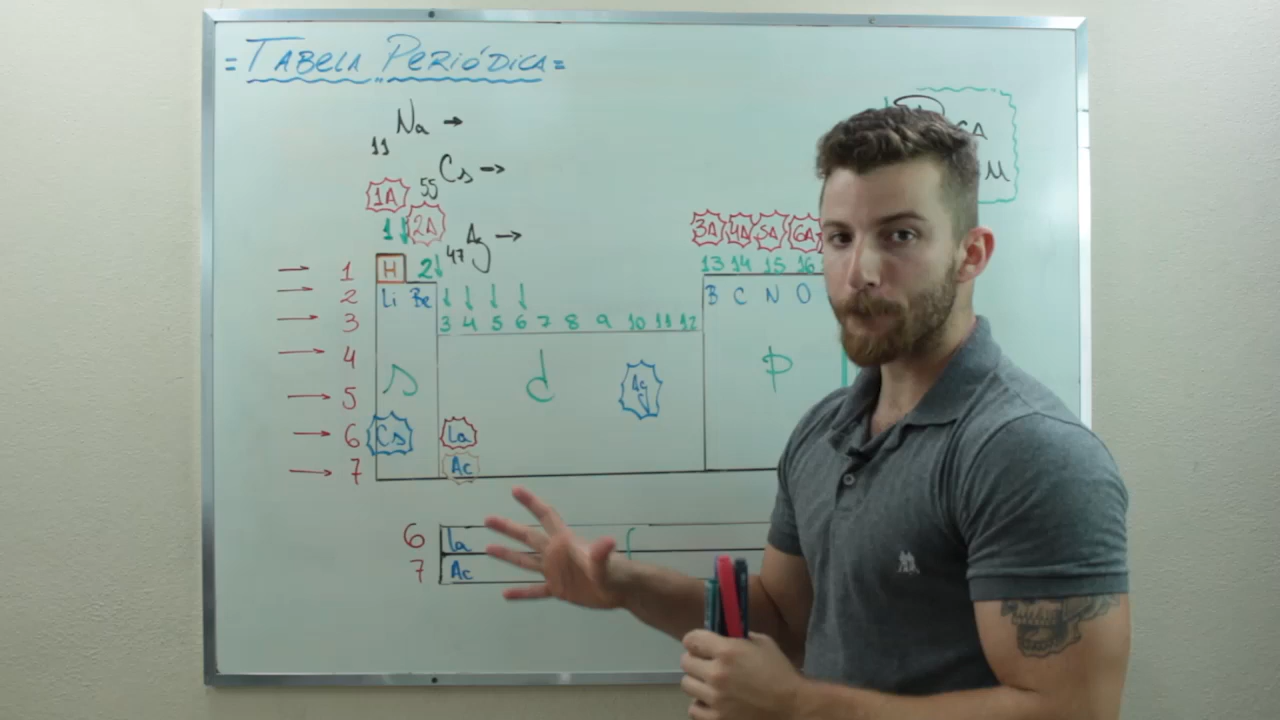 = TABELA PERIÓDICA =
11 Na →
55 Cs →
47 Ag →
1A 2A
1 2
3A 4A 5A 6A
13 14 15 16
1 H
2 Li Be B C N O
3 3 4 5 6 7 8 9 10 11 12
4
5 s d Ag p
6 Cs La
7 Ac
6 La f
7 Ac